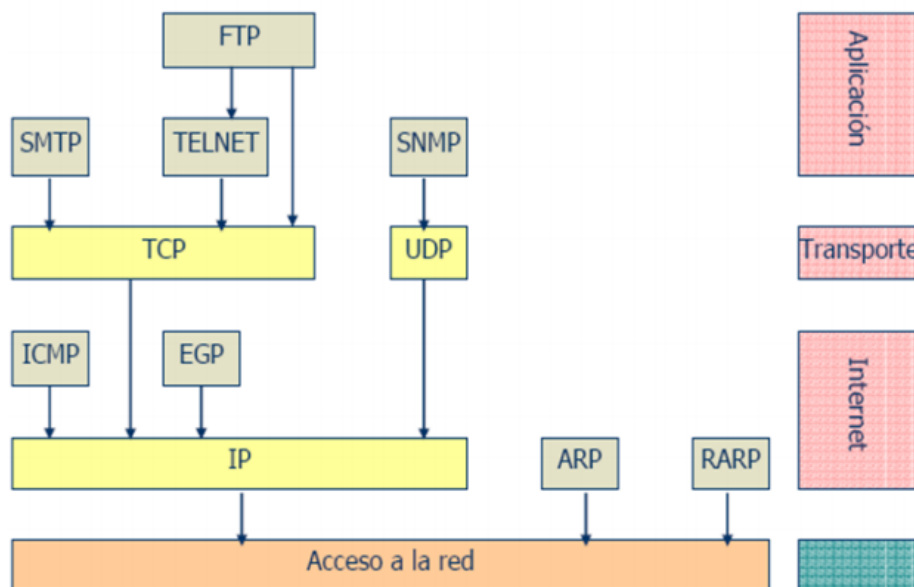 FTP
Aplicación
SMTP
TELNET
SNMP
TCP
UDP
Transporte
ICMP
EGP
Internet
IP
ARP
RARP
Acceso a la red